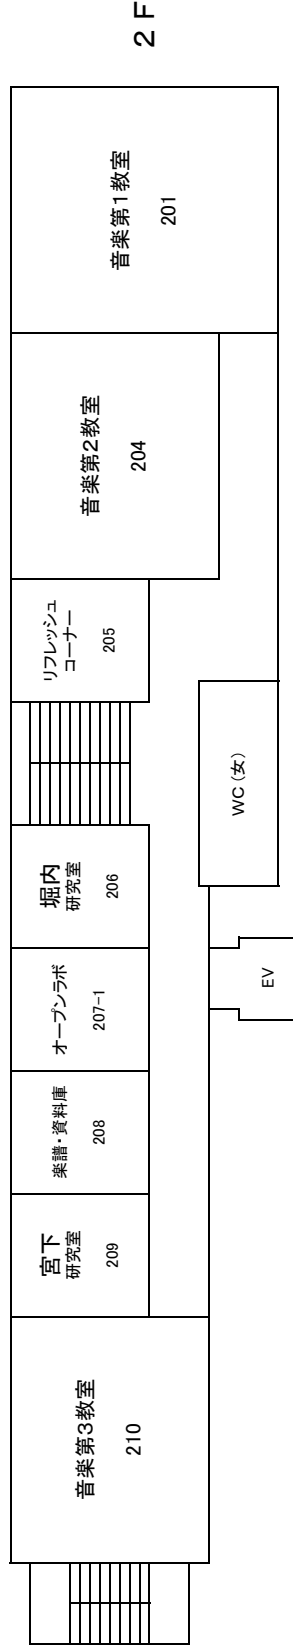 2F
音楽第1教室
201
音楽第2教室
204
リフレッシュ
コーナー
205
WC(女)
堀内
研究室
206
オープンラボ
207-1
EV
楽譜・資料庫
208
宮下
研究室
209
音楽第3教室
210